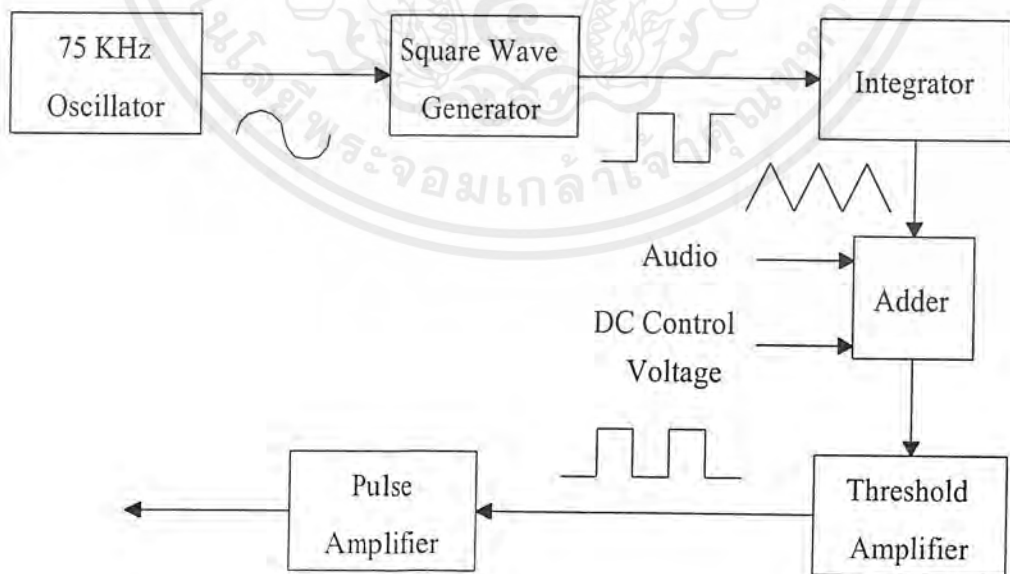 75 KHz
Oscillator
Square Wave
Generator
Integrator
Audio
DC Control
Voltage
Adder
Pulse
Amplifier
Threshold
Amplifier